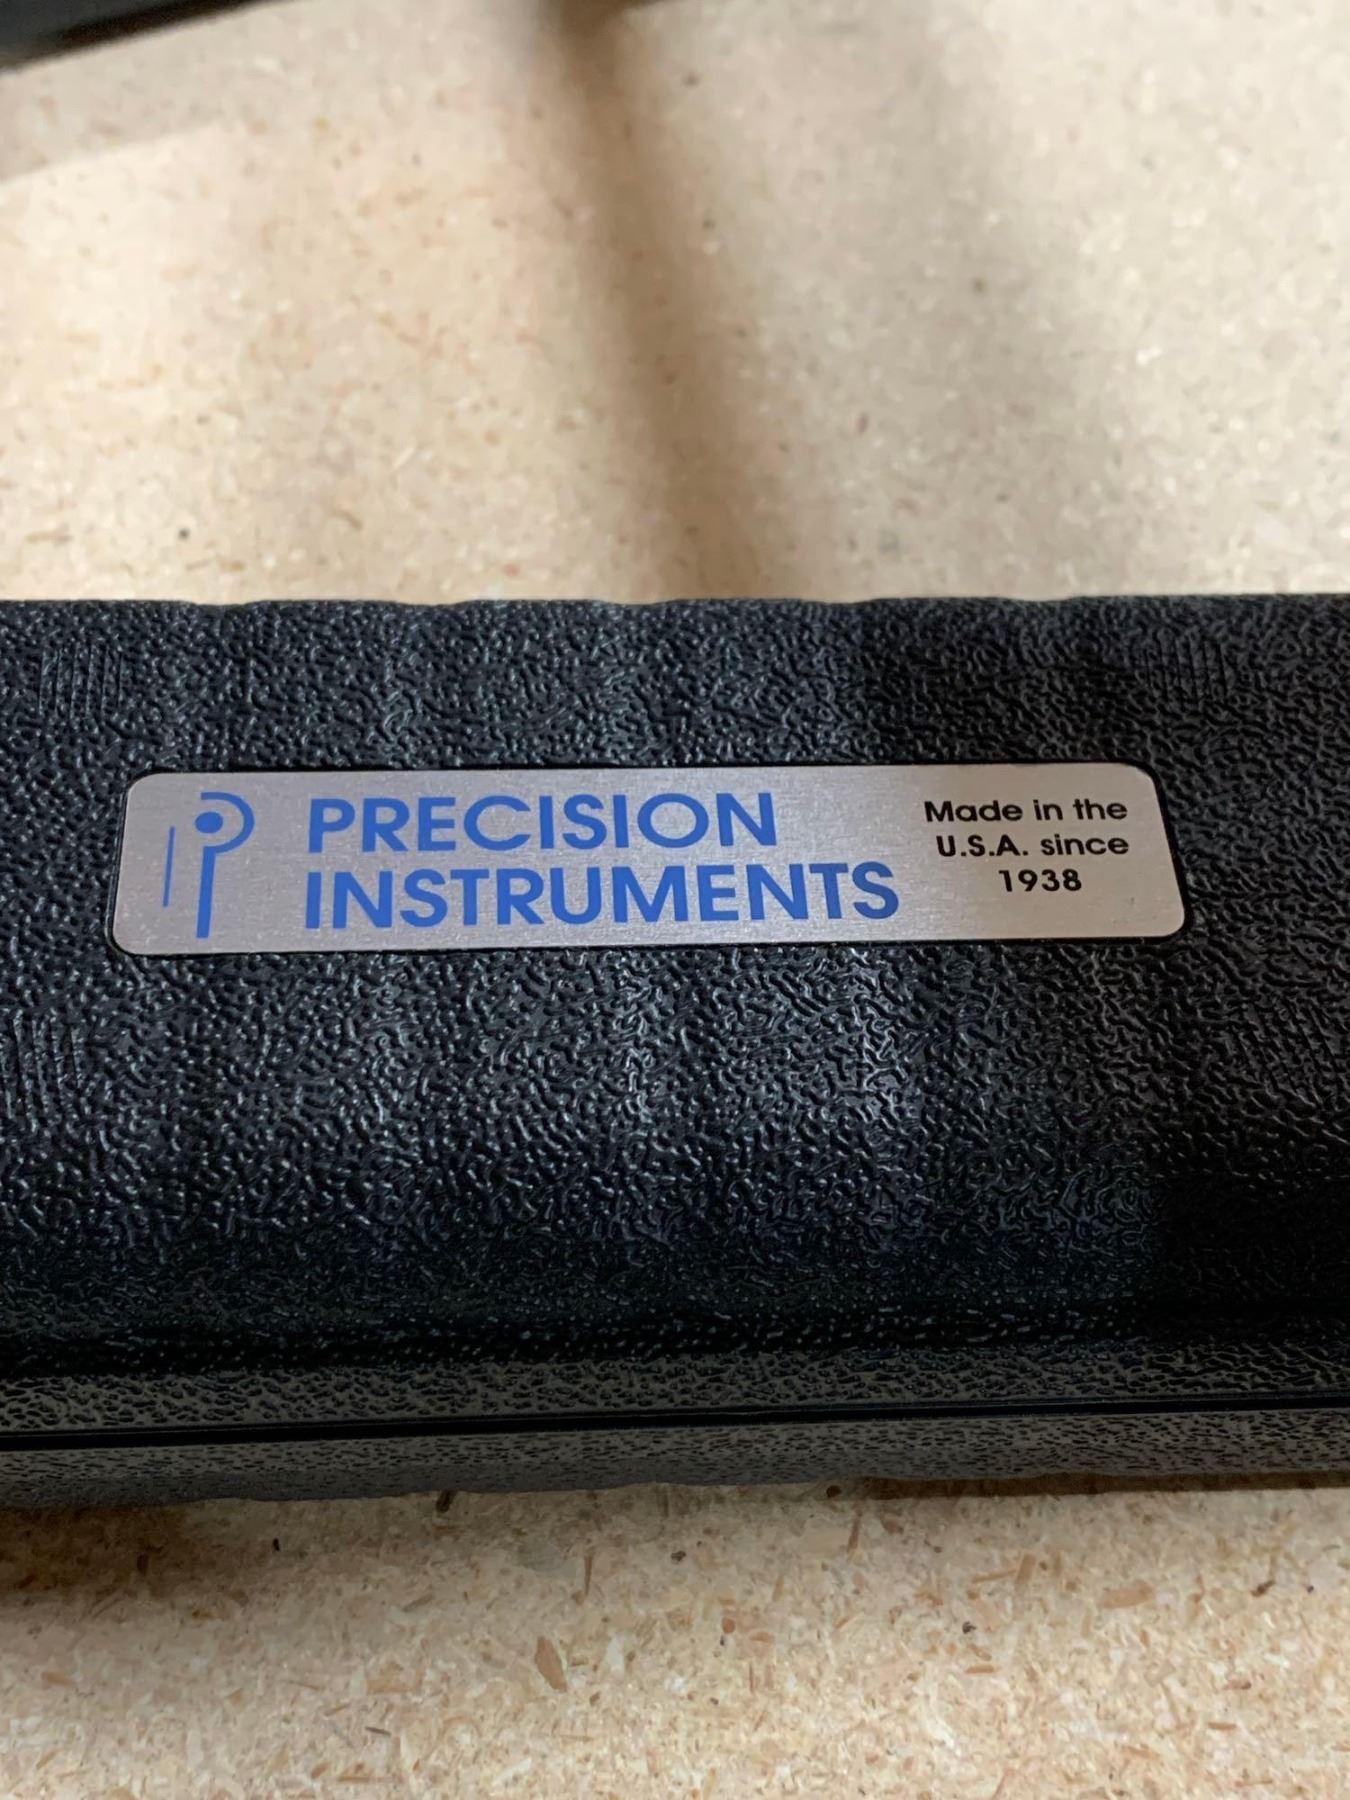 PRECISION
INSTRUMENTS
Made in the
U.S.A. since
1938